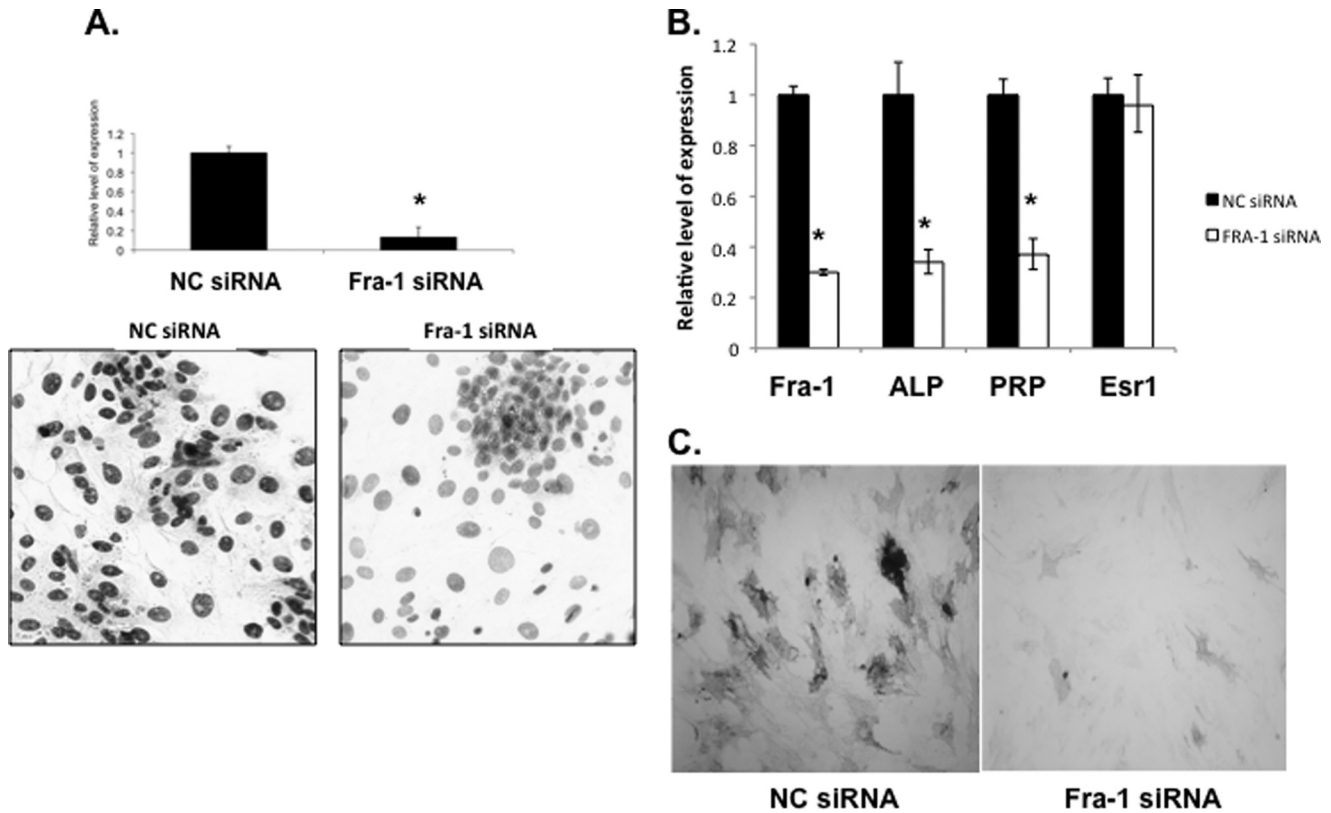 A.
Relative level of expression
1.2
1
0.8
0.6
0.4
0.2
0
*
NC siRNA Fra-1 siRNA
NC siRNA Fra-1 siRNA
B.
Relative level of expression
1.2
1
0.8
0.6
0.4
0.2
0
* * *
Fra-1 ALP PRP Esr1
NC siRNA
FRA-1 siRNA
C.
NC siRNA Fra-1 siRNA